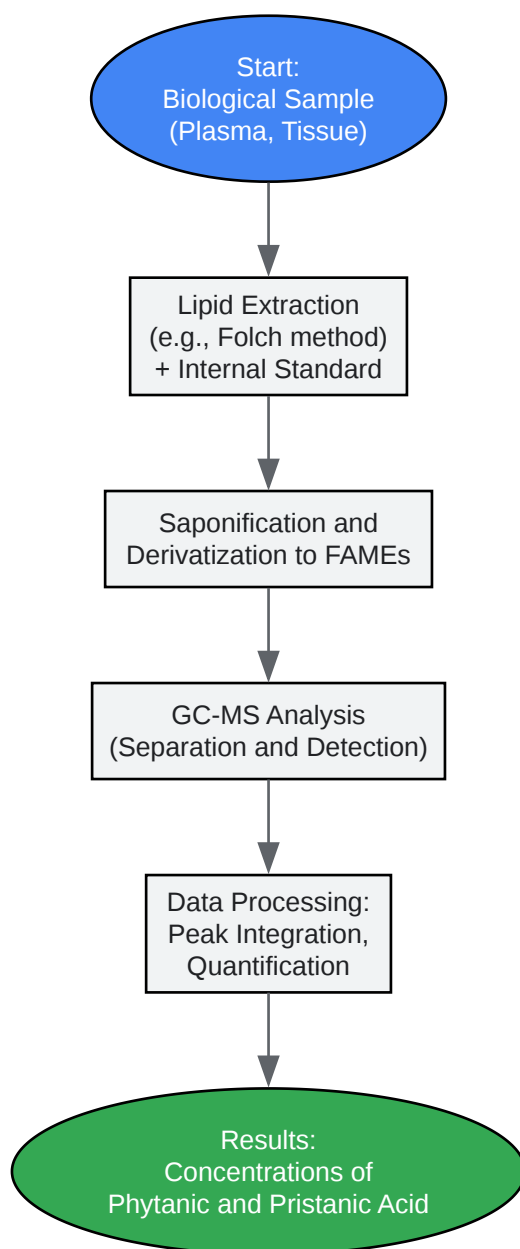 Start:
Biological Sample
(Plasma, Tissue)
Lipid Extraction
(e.g., Folch method)
+ Internal Standard
Saponification and
Derivatization to FAMEs
GC-MS Analysis
(Separation and Detection)
Data Processing:
Peak Integration,
Quantification
Results:
Concentrations of
Phytanic and Pristanic Acid